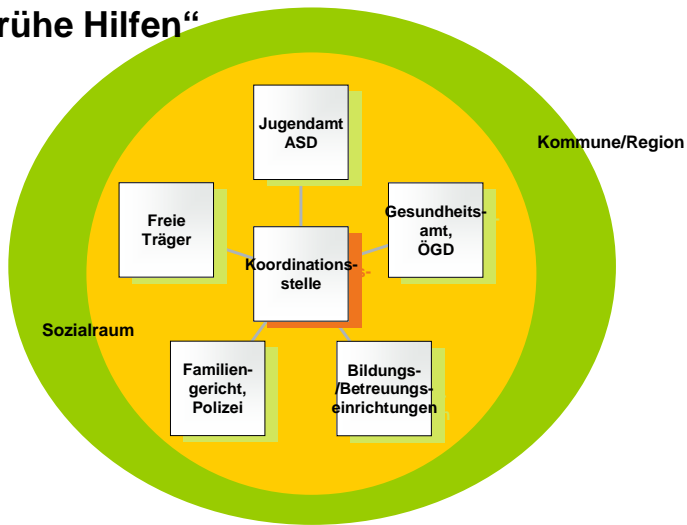 rühe Hilfen“
Jugendamt
ASD
Kommune/Region
Freie
Träger
Gesundheits-
amt,
ÖGD
Koordinations-
stelle
Sozialraum
Familien-
gericht,
Polizei
Bildungs-
/Betreuungs-
einrichtungen